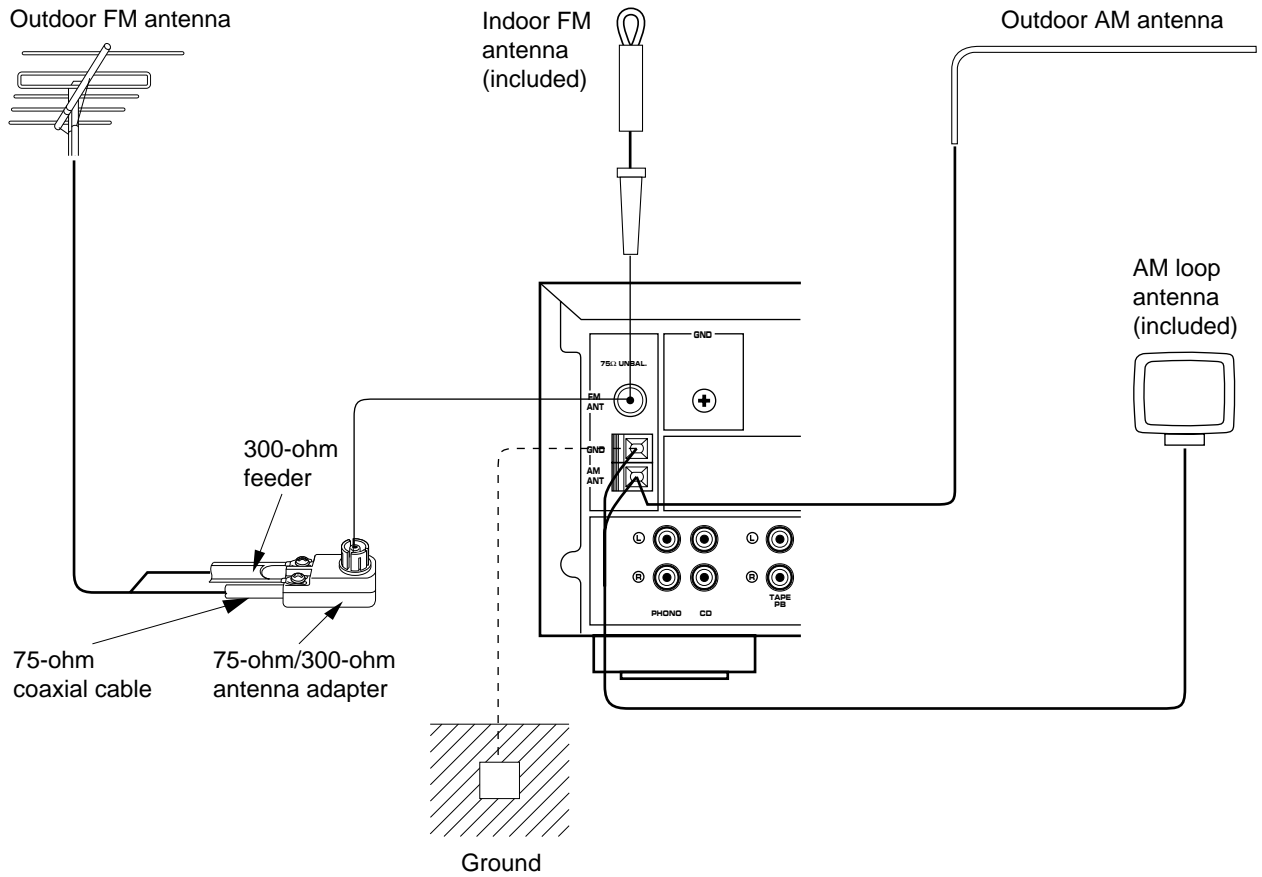 Outdoor FM antenna
Indoor FM
antenna
(included)
Outdoor AM antenna
AM loop
antenna
(included)
GND
75Ω UNBAL.
FM
ANT
GND
AM
ANT
300-ohm
feeder
L
L
R
R
TAPE
PB
PHONO CD
75-ohm
coaxial cable
75-ohm/300-ohm
antenna adapter
Ground